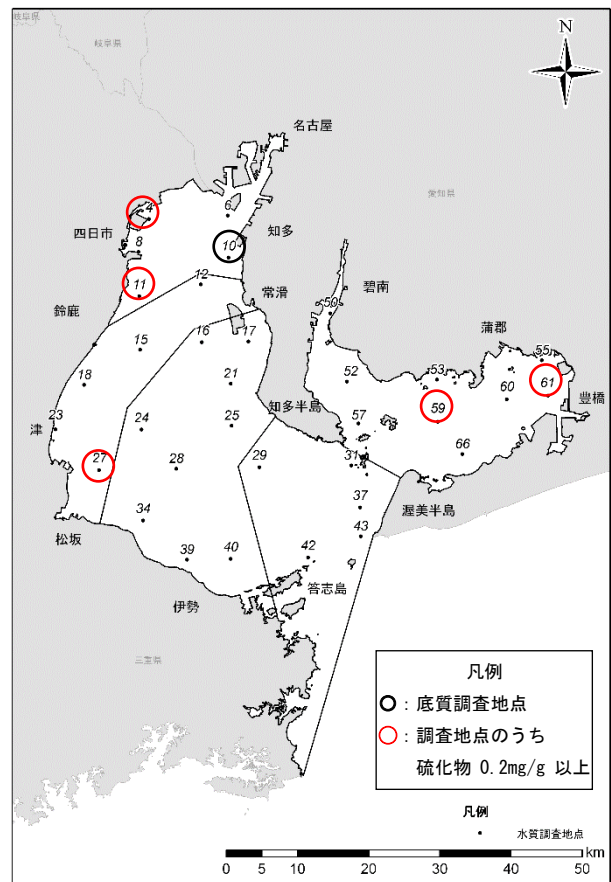 岐阜県
岐阜県
N
名古屋
愛知県
4
6
四日市
知多
8
10
11
12
碧南
常滑
50
鈴鹿
蒲郡
15
16
17
55
18
52
53
21
60
61
豊橋
知多半島
59
23
津
24
25
57
66
27
28
29
31
37
渥美半島
34
43
松坂
39
40
42
答志島
伊勢
三重県
凡例
: 底質調査地点
: 調査地点のうち
硫化物 0.2mg/g 以上
凡例
水質調査地点
km
0 10 20 30 40 50